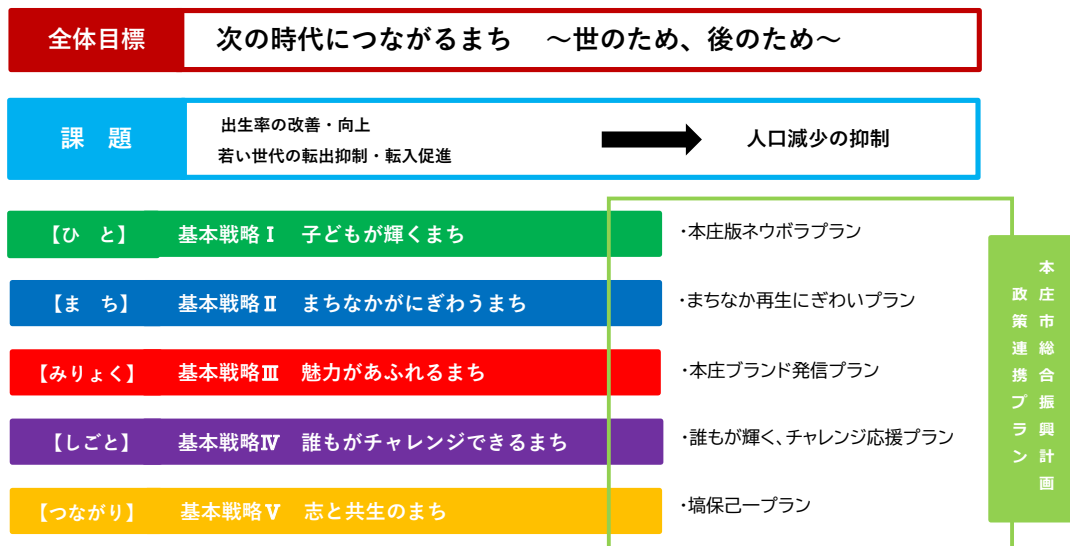 全体目標 次の時代につながるまち ～世のため、後のため～
課 題
出生率の改善・向上
若い世代の転出抑制・転入促進
人口減少の抑制
【ひ と】 基本戦略Ⅰ 子どもが輝くまち ・本庄版ネウボラプラン
【ま ち】 基本戦略Ⅱ まちなかがにぎわうまち ・まちなか再生にぎわいプラン
【みりょく】 基本戦略Ⅲ 魅力があふれるまち ・本庄ブランド発信プラン
【しごと】 基本戦略Ⅳ 誰もがチャレンジできるまち ・誰もが輝く、チャレンジ応援プラン
【つながり】 基本戦略Ⅴ 志と共生のまち ・塙保己一プラン
本庄市総合振興計画
政策連携プラン